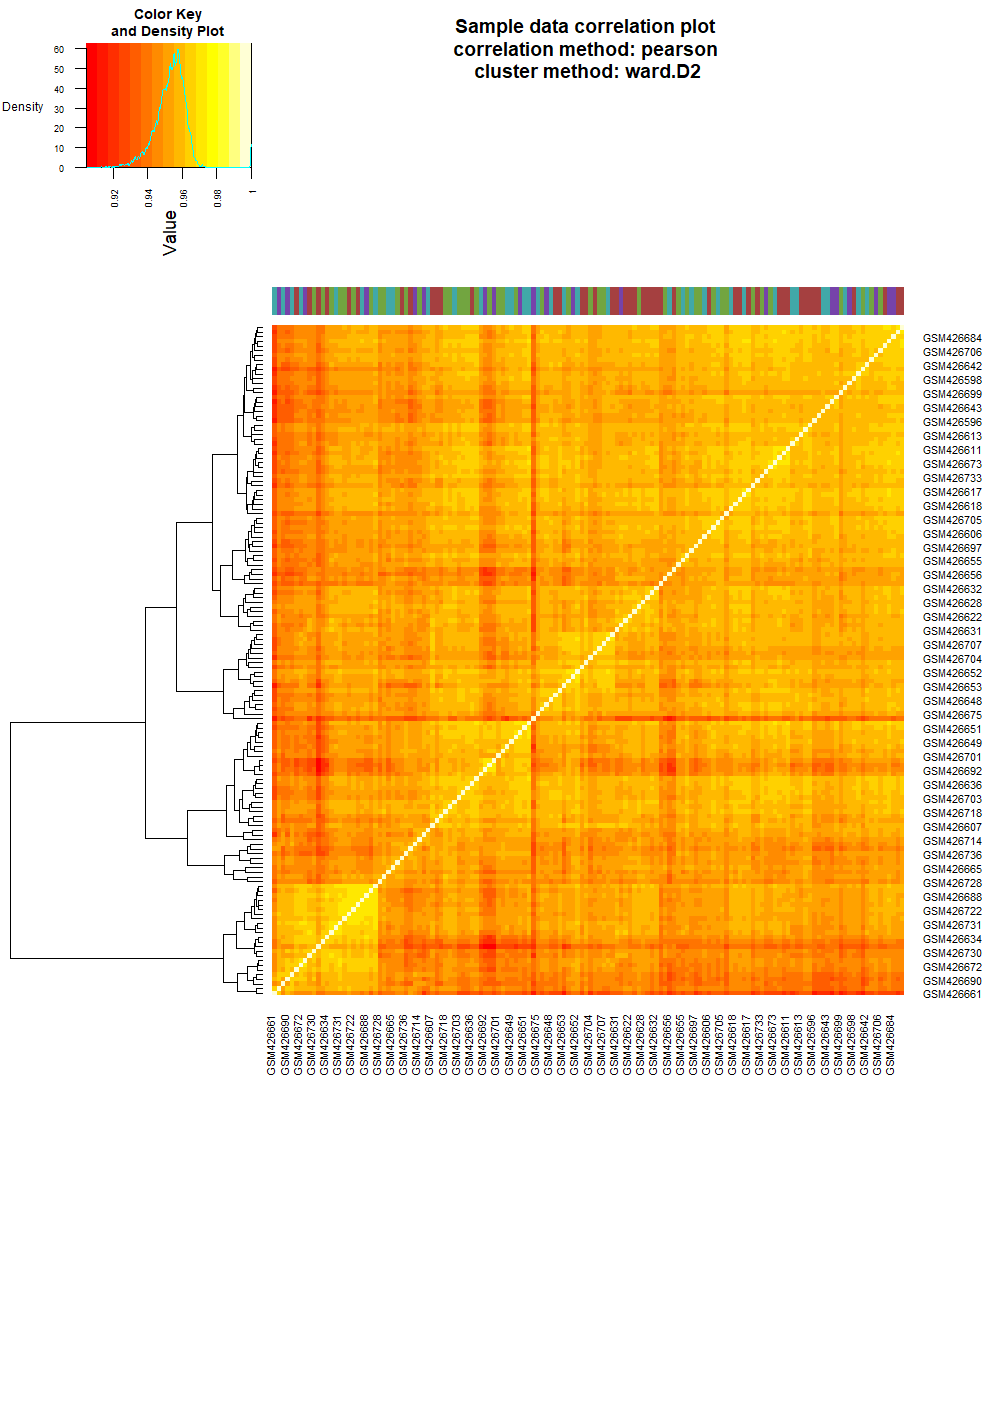 Color Key
and Density Plot
Sample data correlation plot
correlation method: pearson
cluster method: ward.D2
60
50
40
30
20
10
0
Density
0.92
0.94
0.96
0.98
1
Value
GSM426684
GSM426706
GSM426642
GSM426598
GSM426699
GSM426643
GSM426596
GSM426613
GSM426611
GSM426673
GSM426733
GSM426617
GSM426618
GSM426705
GSM426606
GSM426697
GSM426655
GSM426656
GSM426632
GSM426628
GSM426622
GSM426631
GSM426707
GSM426704
GSM426652
GSM426653
GSM426648
GSM426675
GSM426651
GSM426649
GSM426701
GSM426692
GSM426636
GSM426703
GSM426718
GSM426607
GSM426714
GSM426736
GSM426665
GSM426728
GSM426688
GSM426722
GSM426731
GSM426634
GSM426730
GSM426672
GSM426690
GSM426661
GSM426661
GSM426690
GSM426672
GSM426730
GSM426634
GSM426731
GSM426722
GSM426688
GSM426728
GSM426665
GSM426736
GSM426714
GSM426607
GSM426718
GSM426703
GSM426636
GSM426692
GSM426701
GSM426649
GSM426651
GSM426675
GSM426648
GSM426653
GSM426652
GSM426704
GSM426707
GSM426631
GSM426622
GSM426628
GSM426632
GSM426656
GSM426655
GSM426697
GSM426606
GSM426705
GSM426618
GSM426617
GSM426733
GSM426673
GSM426611
GSM426613
GSM426596
GSM426643
GSM426699
GSM426598
GSM426642
GSM426706
GSM426684